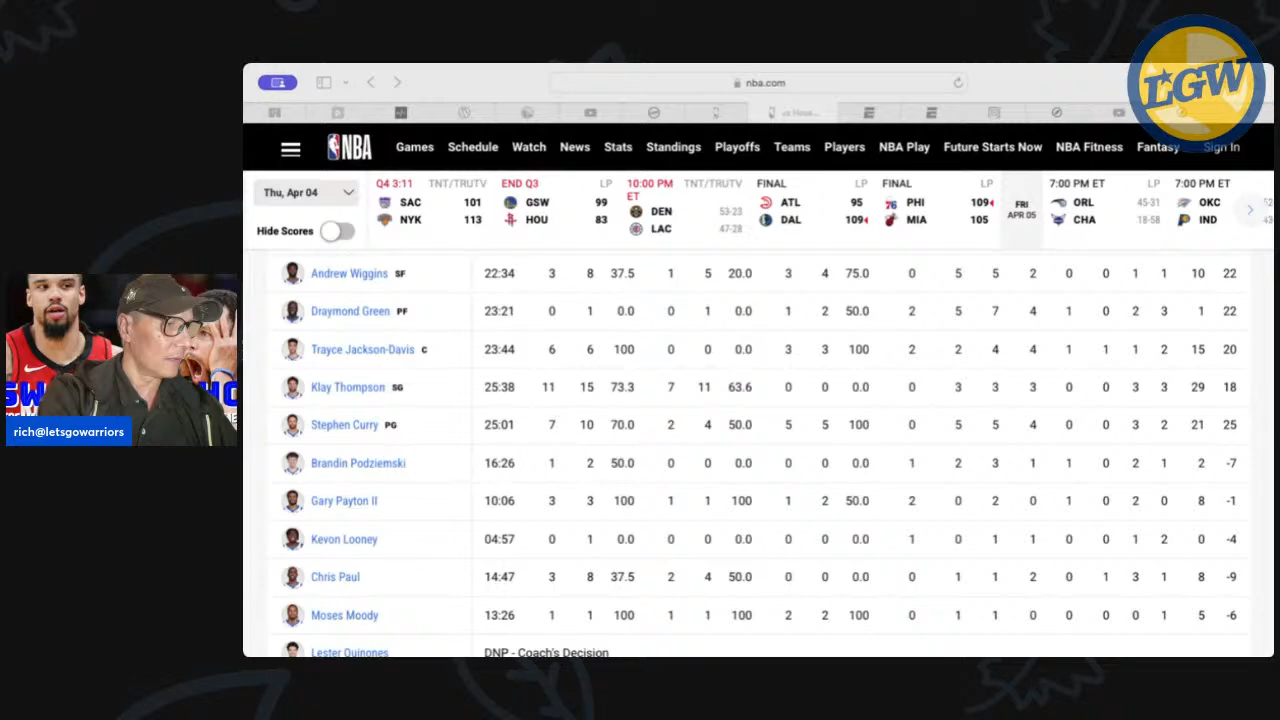 LGW
nba.com
vs Hous...
NBA Games Schedule Watch News Stats Standings Playoffs Teams Players NBA Play Future Starts Now NBA Fitness Fantasy Sign In
Thu, Apr 04
Hide Scores
Q4 3:11 TNT/TRUTV
SAC 101
NYK 113
END Q3 LP
GSW 99
HOU 83
10:00 PM ET TNT/TRUTV
DEN 53-23
LAC 47-28
FINAL LP
ATL 95
DAL 109
FINAL LP
PHI 109
MIA 105
FRI
APR 05
7:00 PM ET LP
ORL 45-31
CHA 18-58
7:00 PM ET
OKC
IND
Andrew Wiggins SF 22:34 3 8 37.5 1 5 20.0 3 4 75.0 0 5 5 2 0 0 1 1 10 22
Draymond Green PF 23:21 0 1 0.0 0 1 0.0 1 2 50.0 2 5 7 4 1 0 2 3 1 22
Trayce Jackson-Davis C 23:44 6 6 100 0 0 0.0 3 3 100 2 2 4 4 1 1 1 2 15 20
Klay Thompson SG 25:38 11 15 73.3 7 11 63.6 0 0 0.0 0 3 3 3 0 0 3 3 29 18
Stephen Curry PG 25:01 7 10 70.0 2 4 50.0 5 5 100 0 5 5 4 0 0 3 2 21 25
Brandin Podziemski 16:26 1 2 50.0 0 0 0.0 0 0 0.0 1 2 3 1 1 0 2 1 2 -7
Gary Payton II 10:06 3 3 100 1 1 100 1 2 50.0 2 0 2 0 1 0 2 0 8 -1
Kevon Looney 04:57 0 1 0.0 0 0 0.0 0 0 0.0 1 0 1 1 0 0 1 2 0 -4
Chris Paul 14:47 3 8 37.5 2 4 50.0 0 0 0.0 0 1 1 2 0 1 3 1 8 -9
Moses Moody 13:26 1 1 100 1 1 100 2 2 100 0 1 1 0 0 0 0 1 5 -6
Lester Quinones DNP - Coach's Decision
rich@letsgowarriors